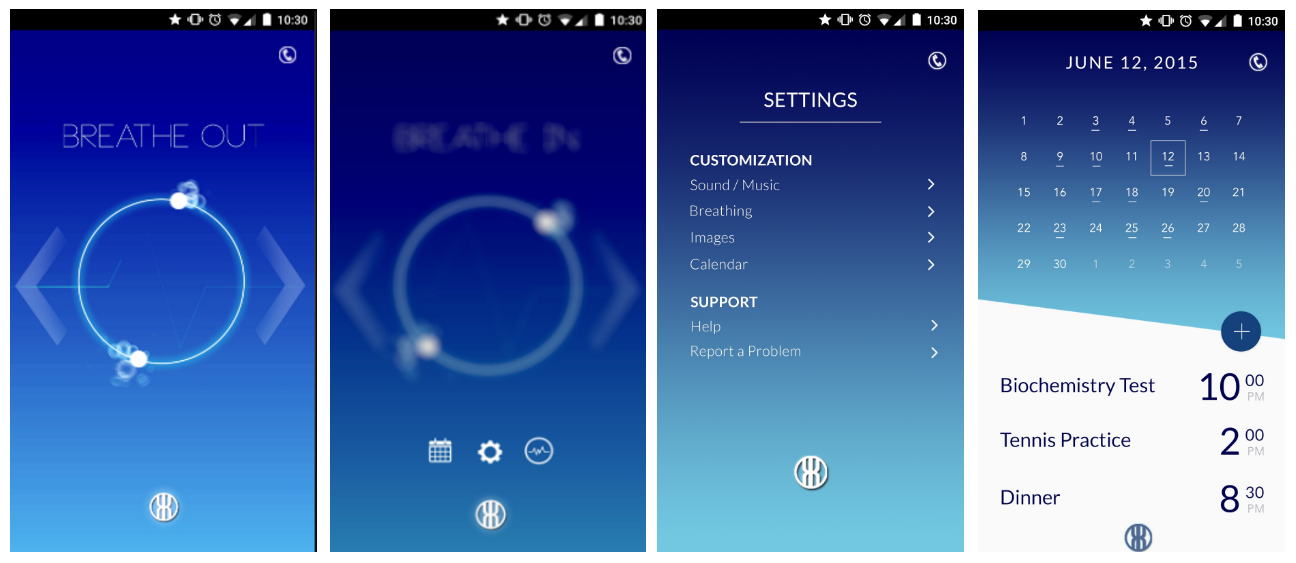 10:30
BREATHE OUT
10:30
BREATHE IN
10:30
SETTINGS
CUSTOMIZATION
Sound / Music
Breathing
Images
Calendar
SUPPORT
Help
Report a Problem
10:30
JUNE 12, 2015
1 2 3 4 5 6 7
8 9 10 11 12 13 14
15 16 17 18 19 20 21
22 23 24 25 26 27 28
29 30 1 2 3 4 5
+
Biochemistry Test 10 00 PM
Tennis Practice 2 00 PM
Dinner 8 30 PM